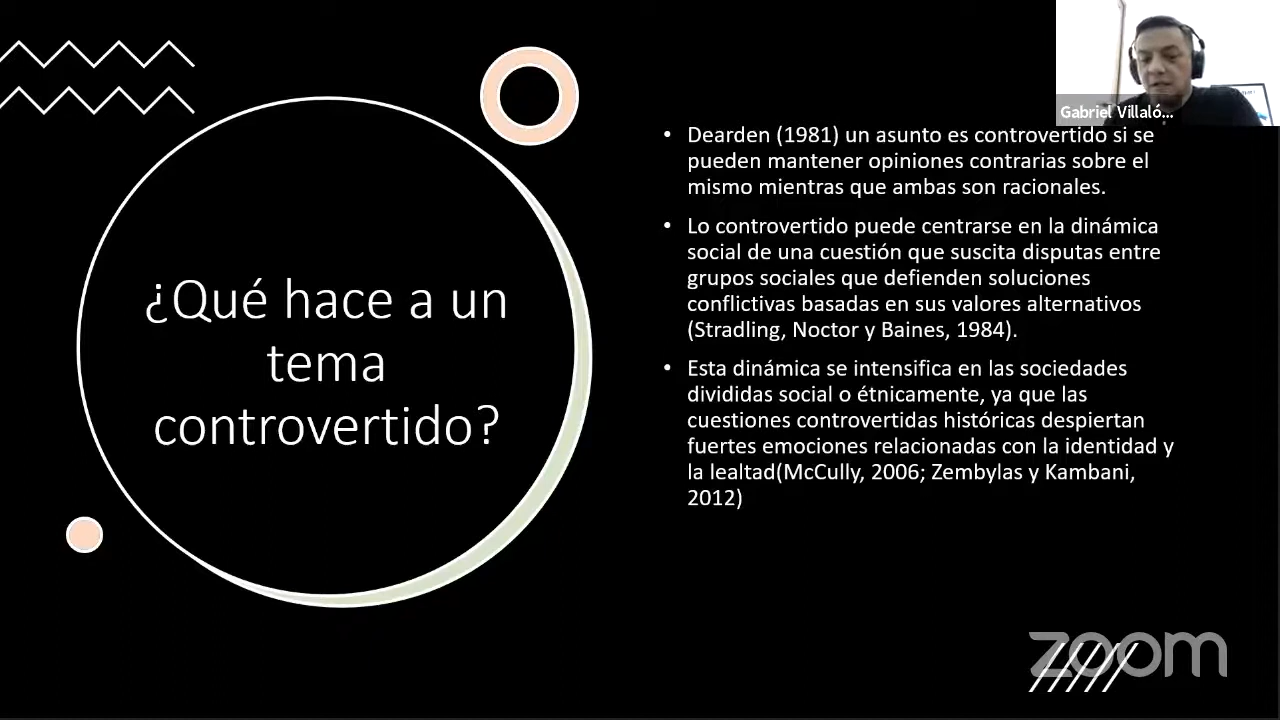 ¿Qué hace a un
tema
controvertido?
Gabriel Villaló...
• Dearden (1981) un asunto es controvertido si se
pueden mantener opiniones contrarias sobre el
mismo mientras que ambas son racionales.
• Lo controvertido puede centrarse en la dinámica
social de una cuestión que suscita disputas entre
grupos sociales que defienden soluciones
conflictivas basadas en sus valores alternativos
(Stradling, Noctor y Baines, 1984).
• Esta dinámica se intensifica en las sociedades
divididas social o étnicamente, ya que las
cuestiones controvertidas históricas despiertan
fuertes emociones relacionadas con la identidad y
la lealtad(McCully, 2006; Zembylas y Kambani,
2012)
zoom